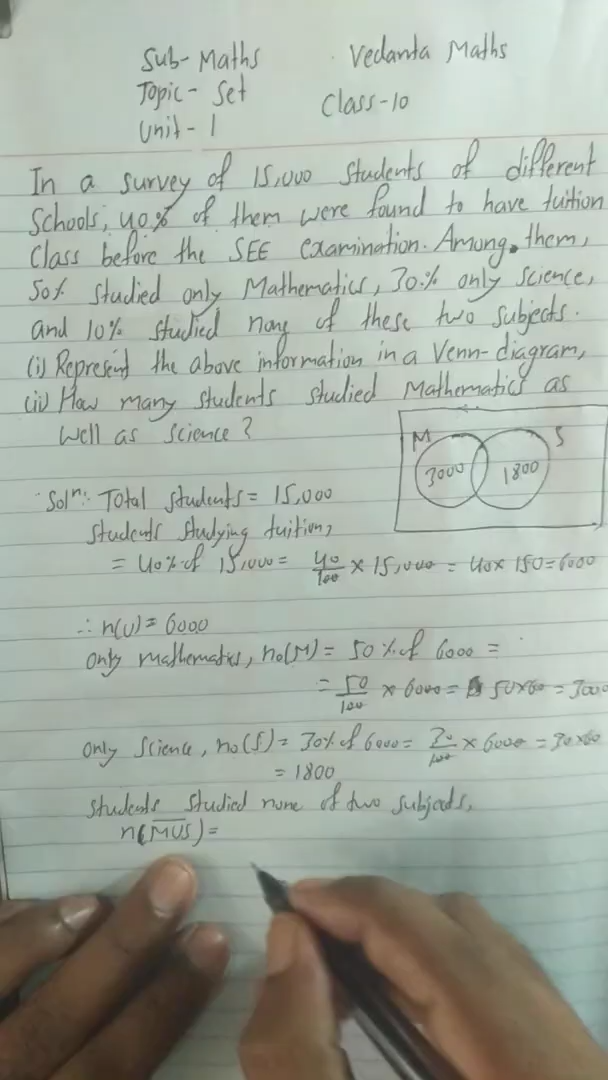 Sub- Maths Vedanta Maths
Topic- Set Class-10
Unit- 1
In a survey of 15,000 students of different
Schools, 40% of them were found to have tuition
Class before the SEE examination. Among them,
50% studied only Mathematics, 30% only science,
and 10% studied none of these two subjects.
(i) Represent the above information in a Venn-diagram,
(ii) How many students studied Mathematics as
well as science?
M S
3000 1800
Solⁿ: Total students = 15,000
students studying tuition,
= 40% of 15,000 = 40/100 × 15,000 = 40× 150 = 6000
∴ n(U) = 6000
only mathematics, no(M) = 50% of 6000 =
= 50/100 × 6000 = 50×60 = 3000
only science, no(S) = 30% of 6000 = 30/100 × 6000 = 30×60
= 1800
students studied none of two subjects,
n(M̅U̅S̅) =